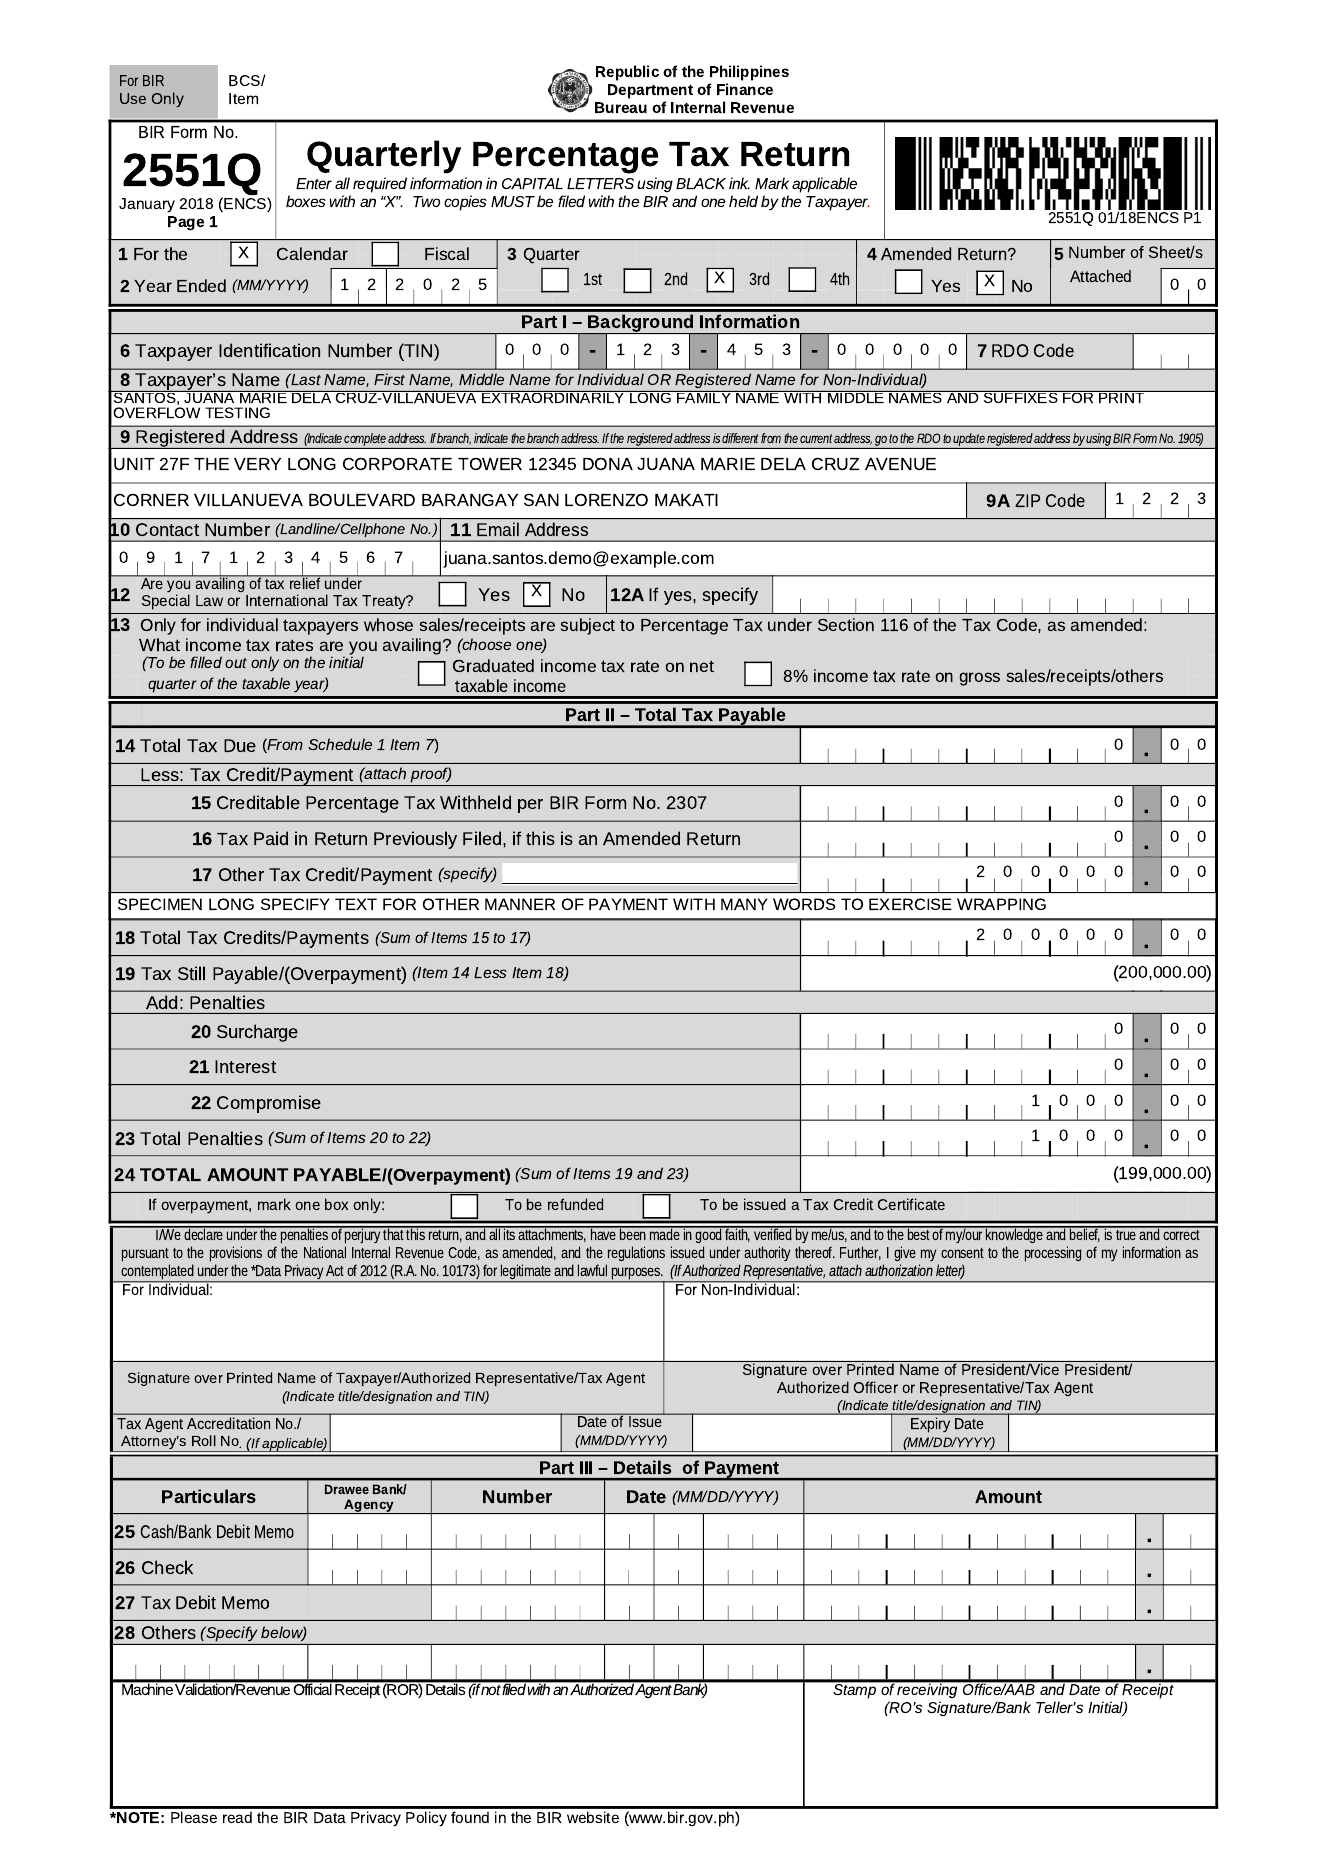 For BIR
Use Only
BCS/
Item
Republic of the Philippines
Department of Finance
Bureau of Internal Revenue
BIR Form No.
2551Q
January 2018 (ENCS)
Page 1
Quarterly Percentage Tax Return
Enter all required information in CAPITAL LETTERS using BLACK ink. Mark applicable
boxes with an “X”. Two copies MUST be filed with the BIR and one held by the Taxpayer.
2551Q 01/18ENCS P1
1 For the X Calendar Fiscal
2 Year Ended (MM/YYYY) 1 2 2 0 2 5
3 Quarter
1st 2nd X 3rd 4th
4 Amended Return?
Yes X No
5 Number of Sheet/s
Attached 0 0
Part I – Background Information
6 Taxpayer Identification Number (TIN) 0 0 0 - 1 2 3 - 4 5 3 - 0 0 0 0 0 7 RDO Code
8 Taxpayer’s Name (Last Name, First Name, Middle Name for Individual OR Registered Name for Non-Individual)
SANTOS, JUANA MARIE DELA CRUZ-VILLANUEVA EXTRAORDINARILY LONG FAMILY NAME WITH MIDDLE NAMES AND SUFFIXES FOR PRINT
OVERFLOW TESTING
9 Registered Address (Indicate complete address. If branch, indicate the branch address. If the registered address is different from the current address, go to the RDO to update registered address by using BIR Form No. 1905)
UNIT 27F THE VERY LONG CORPORATE TOWER 12345 DONA JUANA MARIE DELA CRUZ AVENUE
CORNER VILLANUEVA BOULEVARD BARANGAY SAN LORENZO MAKATI 9A ZIP Code 1 2 2 3
10 Contact Number (Landline/Cellphone No.) 11 Email Address
0 9 1 7 1 2 3 4 5 6 7 juana.santos.demo@example.com
12 Are you availing of tax relief under
Special Law or International Tax Treaty? Yes X No 12A If yes, specify
13 Only for individual taxpayers whose sales/receipts are subject to Percentage Tax under Section 116 of the Tax Code, as amended:
What income tax rates are you availing? (choose one)
(To be filled out only on the initial
quarter of the taxable year)
Graduated income tax rate on net
taxable income
8% income tax rate on gross sales/receipts/others
Part II – Total Tax Payable
14 Total Tax Due (From Schedule 1 Item 7) 0 . 0 0
Less: Tax Credit/Payment (attach proof)
15 Creditable Percentage Tax Withheld per BIR Form No. 2307 0 . 0 0
16 Tax Paid in Return Previously Filed, if this is an Amended Return 0 . 0 0
17 Other Tax Credit/Payment (specify) 2 0 0 0 0 0 . 0 0
SPECIMEN LONG SPECIFY TEXT FOR OTHER MANNER OF PAYMENT WITH MANY WORDS TO EXERCISE WRAPPING
18 Total Tax Credits/Payments (Sum of Items 15 to 17) 2 0 0 0 0 0 . 0 0
19 Tax Still Payable/(Overpayment) (Item 14 Less Item 18) (200,000.00)
Add: Penalties
20 Surcharge 0 . 0 0
21 Interest 0 . 0 0
22 Compromise 1 0 0 0 . 0 0
23 Total Penalties (Sum of Items 20 to 22) 1 0 0 0 . 0 0
24 TOTAL AMOUNT PAYABLE/(Overpayment) (Sum of Items 19 and 23) (199,000.00)
If overpayment, mark one box only: To be refunded To be issued a Tax Credit Certificate
I/We declare under the penalties of perjury that this return, and all its attachments, have been made in good faith, verified by me/us, and to the best of my/our knowledge and belief, is true and correct
pursuant to the provisions of the National Internal Revenue Code, as amended, and the regulations issued under authority thereof. Further, I give my consent to the processing of my information as
contemplated under the *Data Privacy Act of 2012 (R.A. No. 10173) for legitimate and lawful purposes. (If Authorized Representative, attach authorization letter)
For Individual: For Non-Individual:
Signature over Printed Name of Taxpayer/Authorized Representative/Tax Agent
(Indicate title/designation and TIN)
Signature over Printed Name of President/Vice President/
Authorized Officer or Representative/Tax Agent
(Indicate title/designation and TIN)
Tax Agent Accreditation No./
Attorney’s Roll No. (If applicable)
Date of Issue
(MM/DD/YYYY)
Expiry Date
(MM/DD/YYYY)
Part III – Details of Payment
Particulars Drawee Bank/
Agency Number Date (MM/DD/YYYY) Amount
25 Cash/Bank Debit Memo .
26 Check .
27 Tax Debit Memo .
28 Others (Specify below)
.
Machine Validation/Revenue Official Receipt (ROR) Details (if not filed with an Authorized Agent Bank)
Stamp of receiving Office/AAB and Date of Receipt
(RO’s Signature/Bank Teller’s Initial)
*NOTE: Please read the BIR Data Privacy Policy found in the BIR website (www.bir.gov.ph)